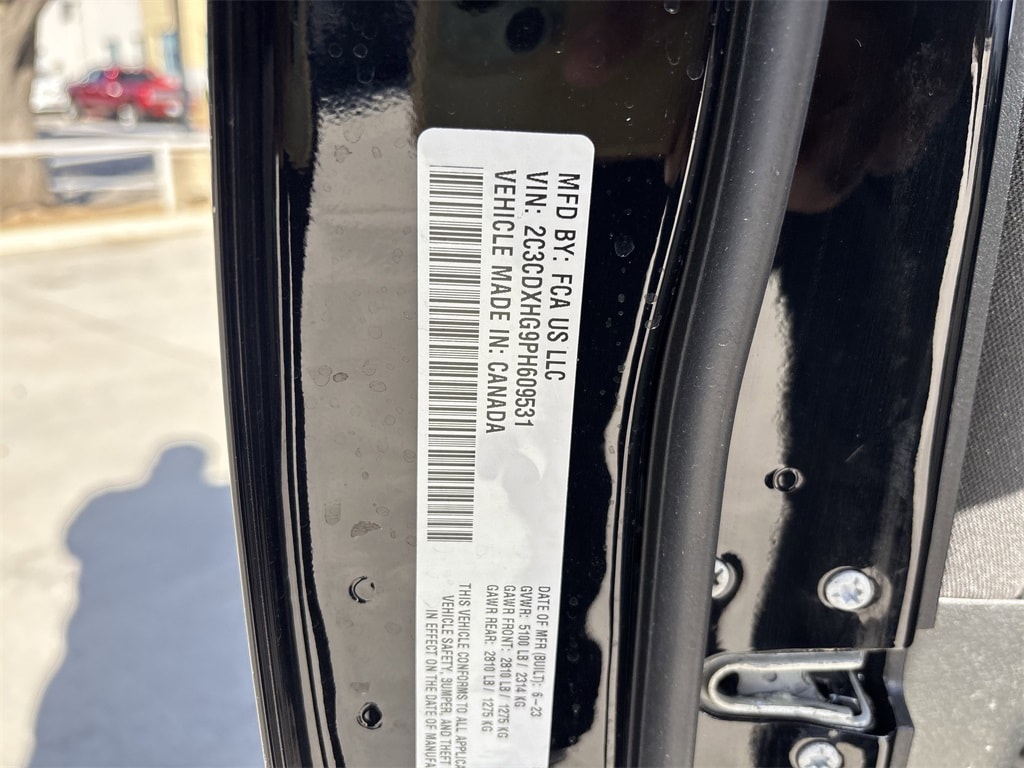 MFD BY: FCA US LLC
VIN: 2C3CDXHG9PH609531
VEHICLE MADE IN: CANADA
DATE OF MFR (BUILT): 6-23
GVWR: 5100 LB / 2314 KG
GAWR FRONT: 2810 LB / 1275 KG
GAWR REAR: 2810 LB / 1275 KG
THIS VEHICLE CONFORMS TO ALL APPLICA
VEHICLE SAFETY, BUMPER, AND THEFT
IN EFFECT ON THE DATE OF MANUFA